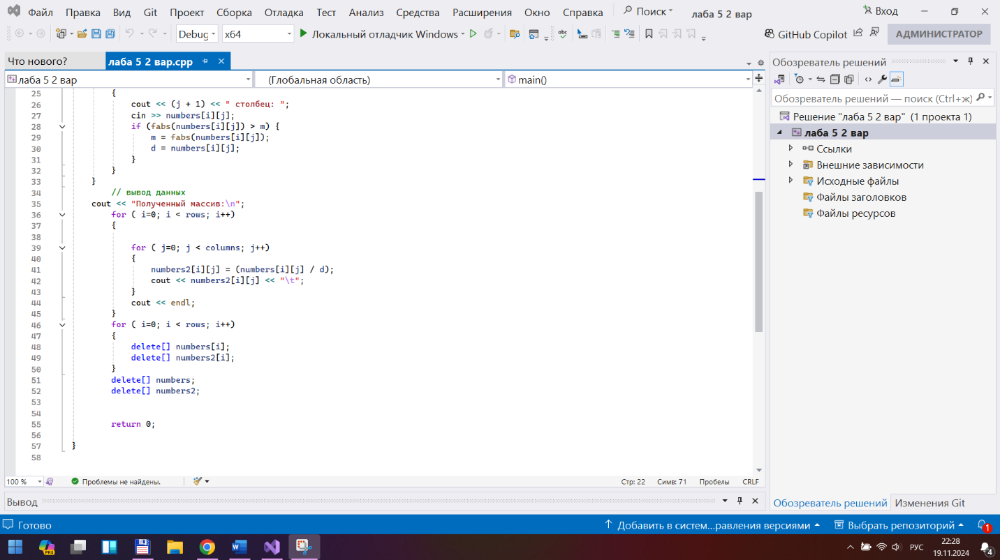 Файл Правка Вид Git Проект Сборка Отладка Тест Анализ Средства Расширения Окно Справка Поиск лаба 5 2 вар Вход
Debug x64 Локальный отладчик Windows GitHub Copilot АДМИНИСТРАТОР
Что нового? лаба 5 2 вар.cpp
лаба 5 2 вар (Глобальная область) main()
25 {
26 cout << (j + 1) << " столбец: ";
27 cin >> numbers[i][j];
28 if (fabs(numbers[i][j]) > m) {
29 m = fabs(numbers[i][j]);
30 d = numbers[i][j];
31 }
32 }
33 }
34 // вывод данных
35 cout << "Полученный массив:\n";
36 for ( i=0; i < rows; i++)
37 {
38
39 for ( j=0; j < columns; j++)
40 {
41 numbers2[i][j] = (numbers[i][j] / d);
42 cout << numbers2[i][j] << "\t";
43 }
44 cout << endl;
45 }
46 for ( i=0; i < rows; i++)
47 {
48 delete[] numbers[i];
49 delete[] numbers2[i];
50 }
51 delete[] numbers;
52 delete[] numbers2;
53
54
55 return 0;
56
57 }
58
100 % Проблемы не найдены. Стр: 22 Симв: 71 Пробелы CRLF
Вывод
Обозреватель решений
Обозреватель решений — поиск (Ctrl+ж)
Решение "лаба 5 2 вар" (1 проекта 1)
лаба 5 2 вар
Ссылки
Внешние зависимости
Исходные файлы
Файлы заголовков
Файлы ресурсов
Обозреватель решений Изменения Git
Готово Добавить в систем...равления версиями Выбрать репозиторий 1
РУС 22:28 4
19.11.2024